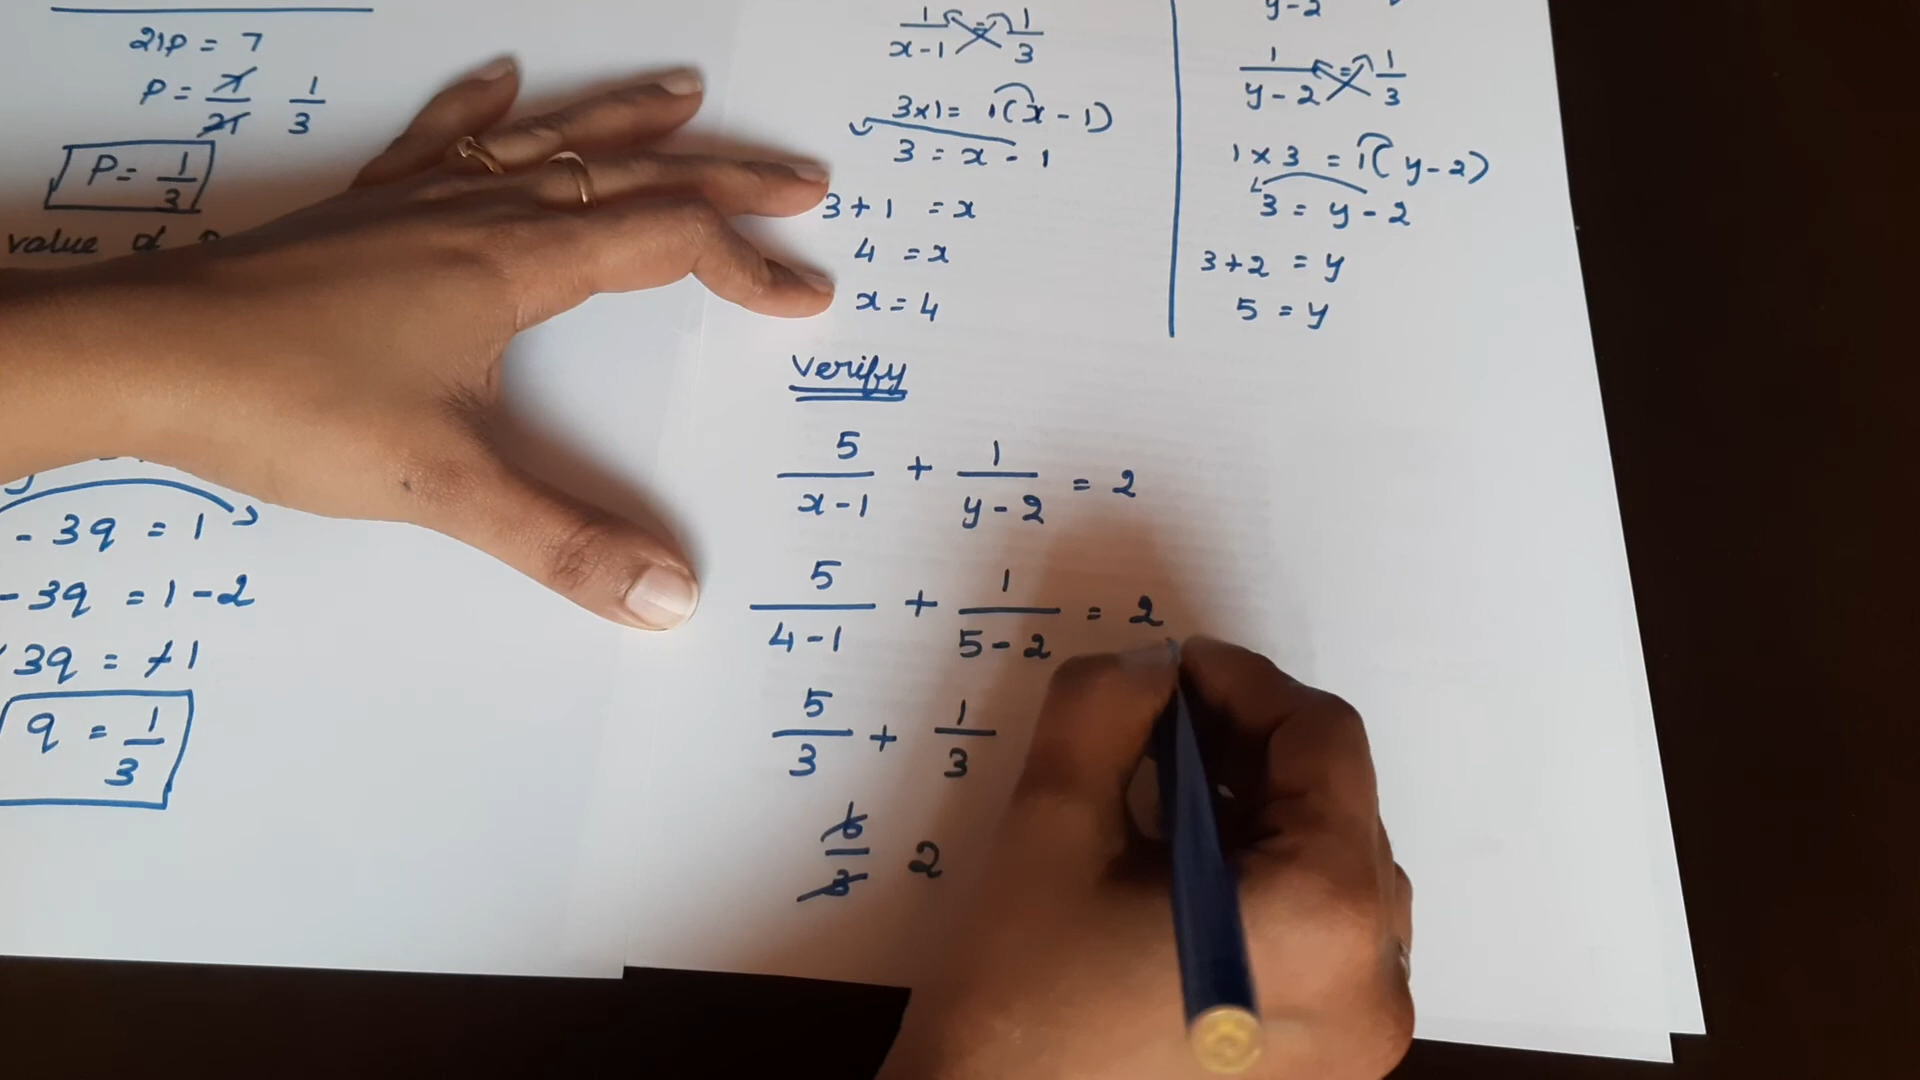 21p = 7
P = 7/21 1/3
P = 1/3
value of
- 3q = 1
- 3q = 1 - 2
3q = +1
q = 1/3
1/x-1 = 1/3
3×1 = 1(x - 1)
3 = x - 1
3 + 1 = x
4 = x
x = 4
y-2
1/y-2 = 1/3
1 × 3 = 1(y-2)
3 = y - 2
3+2 = y
5 = y
Verify
5/x-1 + 1/y-2 = 2
5/4-1 + 1/5-2 = 2
5/3 + 1/3
6/3 2